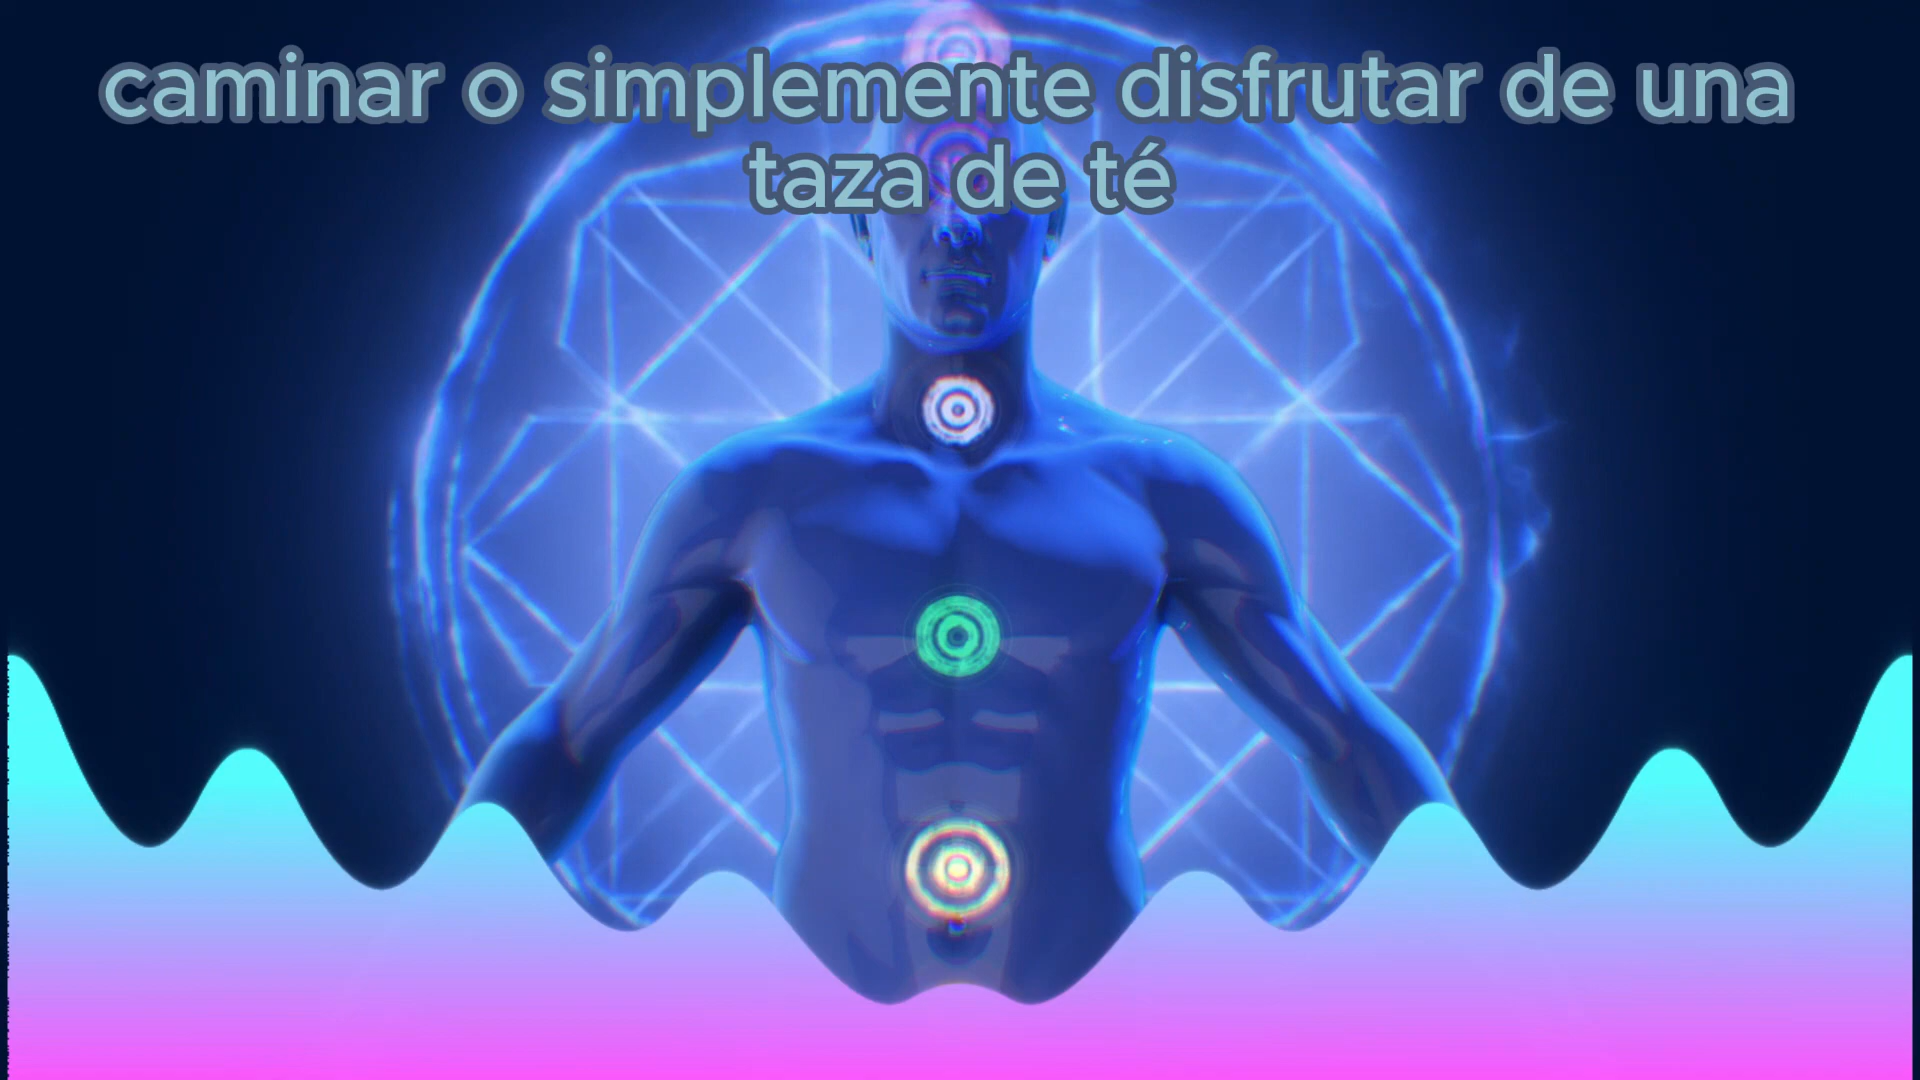 caminar o simplemente disfrutar de una
taza de té